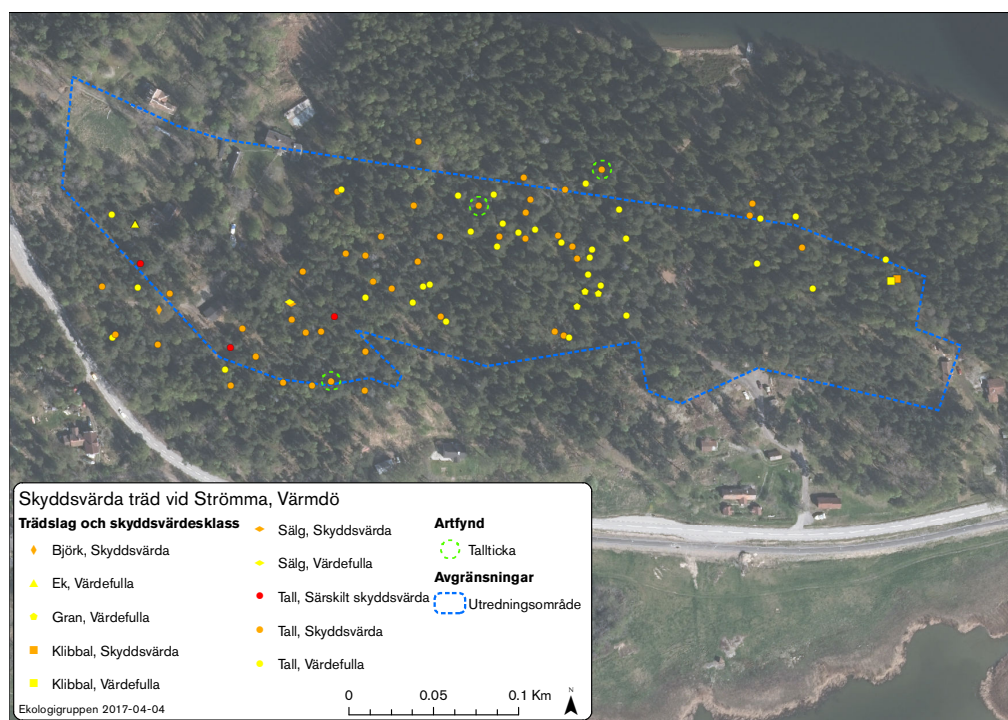 Skyddsvärda träd vid Strömma, Värmdö
Trädslag och skyddsvärdesklass
Björk, Skyddsvärda
Ek, Värdefulla
Gran, Värdefulla
Klibbal, Skyddsvärda
Klibbal, Värdefulla
Sälg, Skyddsvärda
Sälg, Värdefulla
Tall, Särskilt skyddsvärda
Tall, Skyddsvärda
Tall, Värdefulla
Artfynd
Tallticka
Avgränsningar
Utredningsområde
0 0.05 0.1 Km
N
Ekologigruppen 2017-04-04